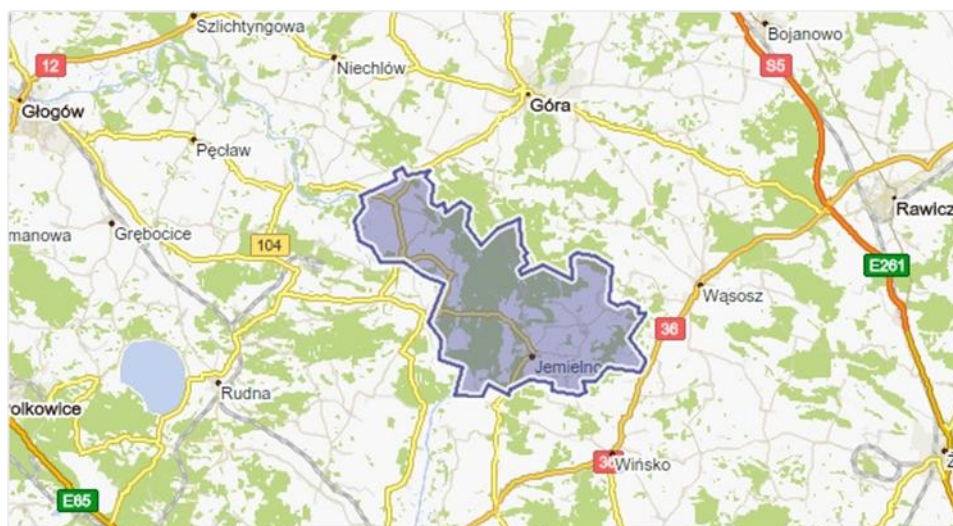 Szlichtyngowa
Bojanowo
12
Niechlów
S5
Głogów
Góra
Pęcław
Rawicz
manowa
Grębocice
104
E261
Wąsosz
36
Jemielno
Rudna
olkowice
36
Wińsko
Ż
E65